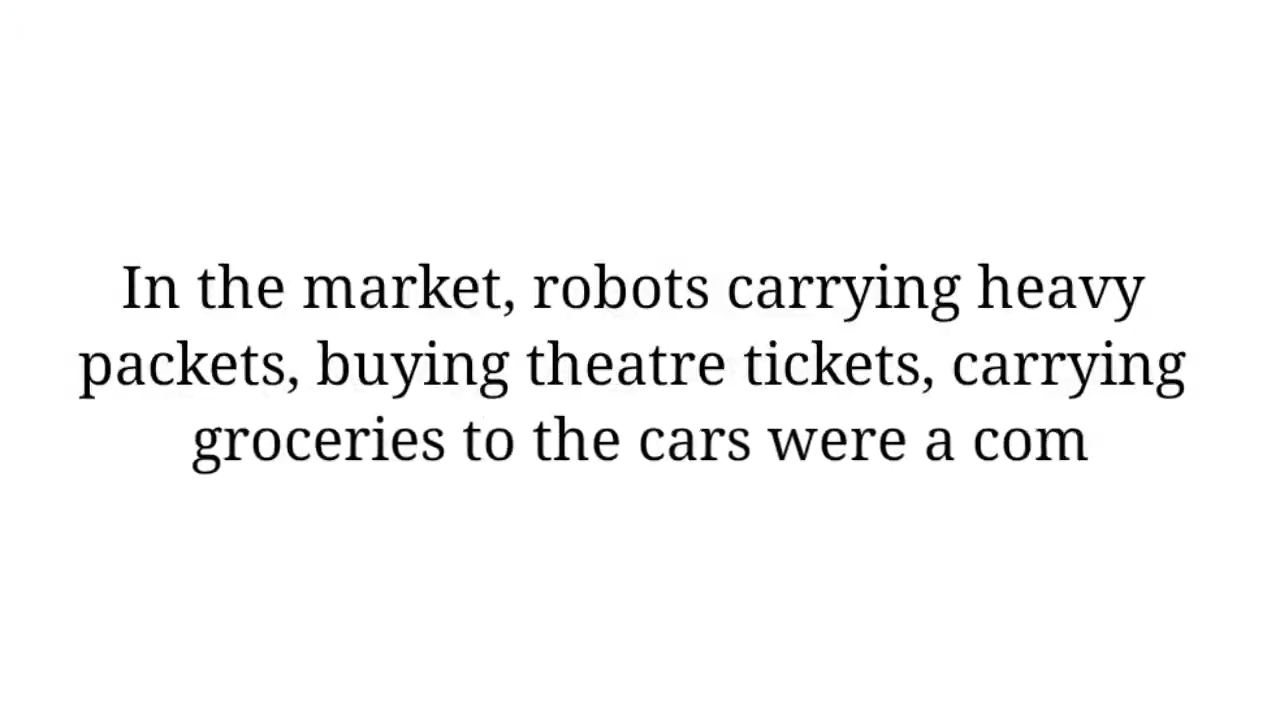 In the market, robots carrying heavy
packets, buying theatre tickets, carrying
groceries to the cars were a com